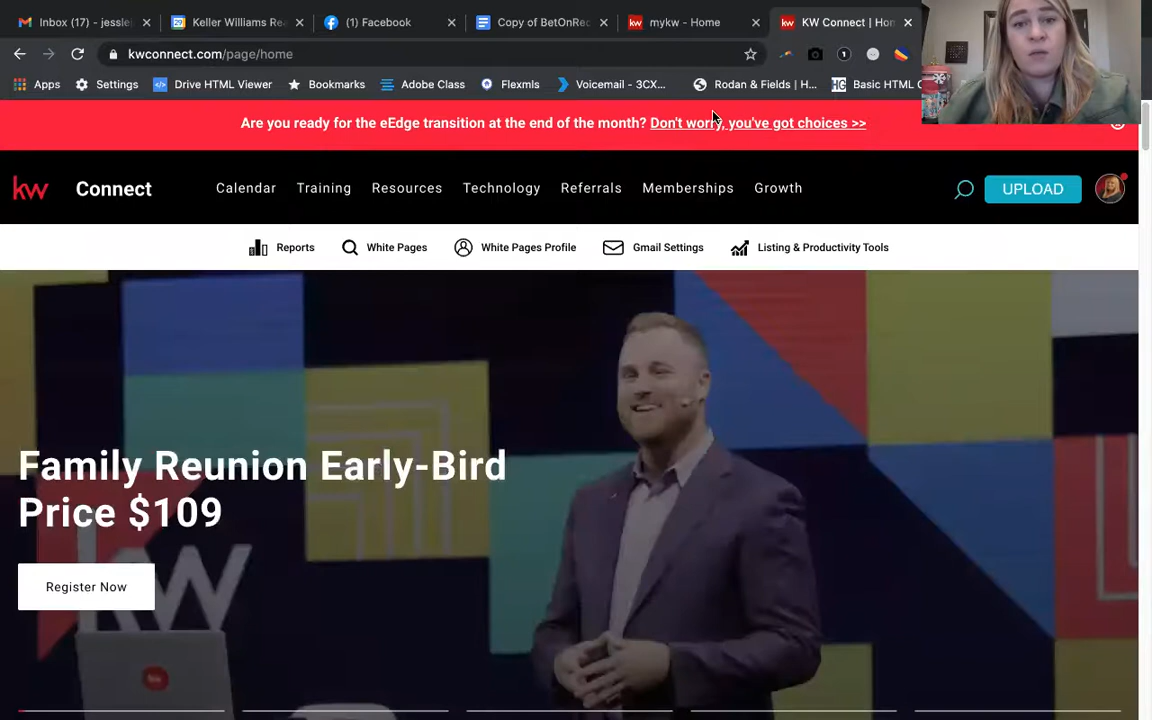 Inbox (17) - jesslei
Keller Williams Re
(1) Facebook
Copy of BetOnRe
mykw - Home
KW Connect | Hon
kwconnect.com/page/home
Apps
Settings
Drive HTML Viewer
Bookmarks
Adobe Class
Flexmls
Voicemail - 3CX...
Rodan & Fields | H...
HG
Basic HTML C
Are you ready for the eEdge transition at the end of the month? Don't worry, you've got choices >>
kw
Connect
Calendar
Training
Resources
Technology
Referrals
Memberships
Growth
UPLOAD
Reports
White Pages
White Pages Profile
Gmail Settings
Listing & Productivity Tools
Family Reunion Early-Bird
Price $109
Register Now
kw